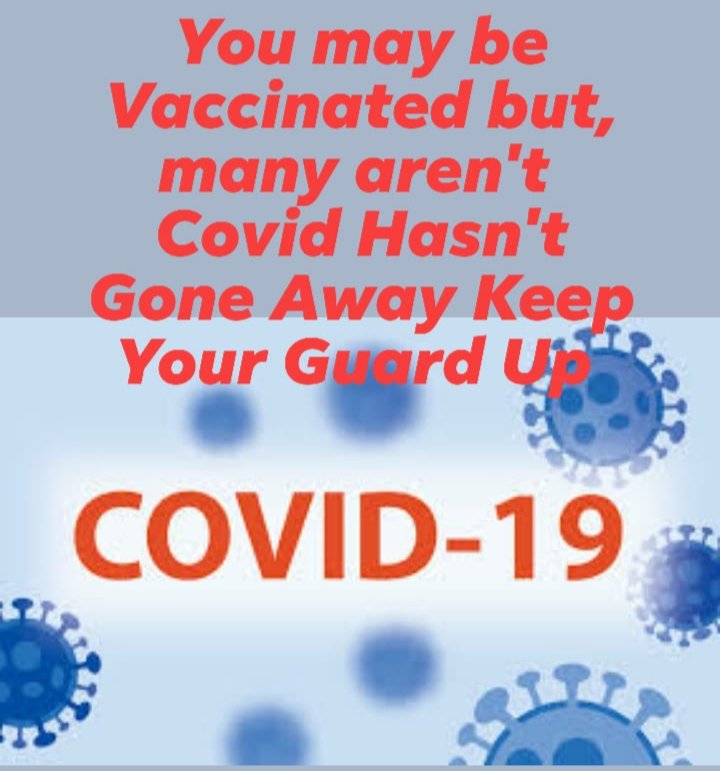 You may be
Vaccinated but,
many aren't
Covid Hasn't
Gone Away Keep
Your Guard Up
COVID-19